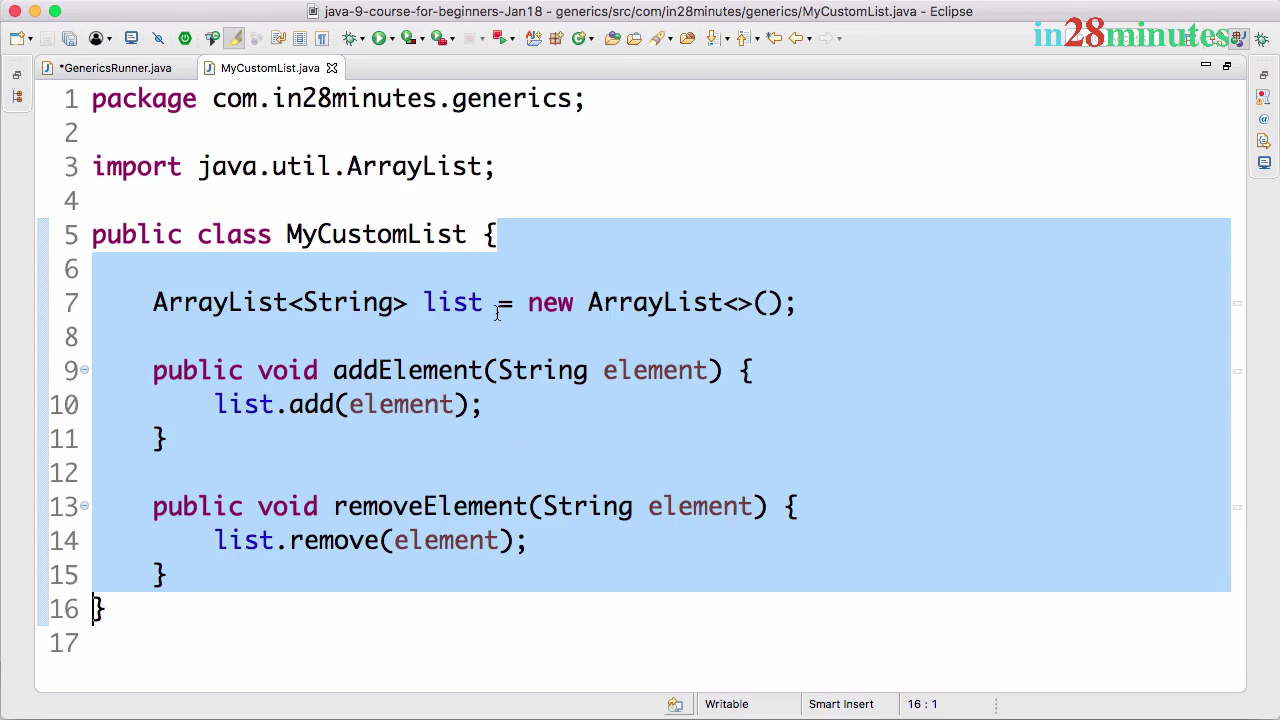 java-9-course-for-beginners-Jan18 - generics/src/com/in28minutes/generics/MyCustomList.java - Eclipse
in28minutes
*GenericsRunner.java
MyCustomList.java
1 package com.in28minutes.generics;
2
3 import java.util.ArrayList;
4
5 public class MyCustomList {
6
7 ArrayList<String> list = new ArrayList<>();
8
9 public void addElement(String element) {
10 list.add(element);
11 }
12
13 public void removeElement(String element) {
14 list.remove(element);
15 }
16 }
17
Writable
Smart Insert
16 : 1